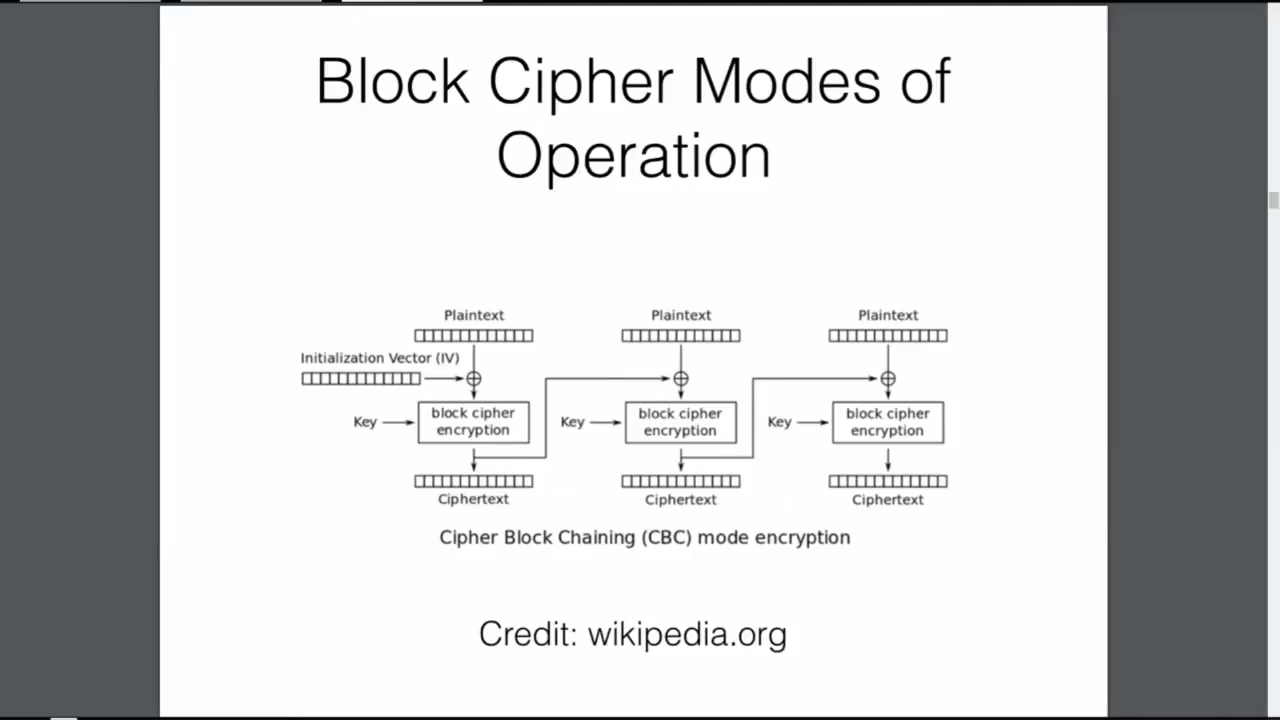 Block Cipher Modes of
Operation
Plaintext
Plaintext
Plaintext
Initialization Vector (IV)
Key
block cipher
encryption
Key
block cipher
encryption
Key
block cipher
encryption
Ciphertext
Ciphertext
Ciphertext
Cipher Block Chaining (CBC) mode encryption
Credit: wikipedia.org